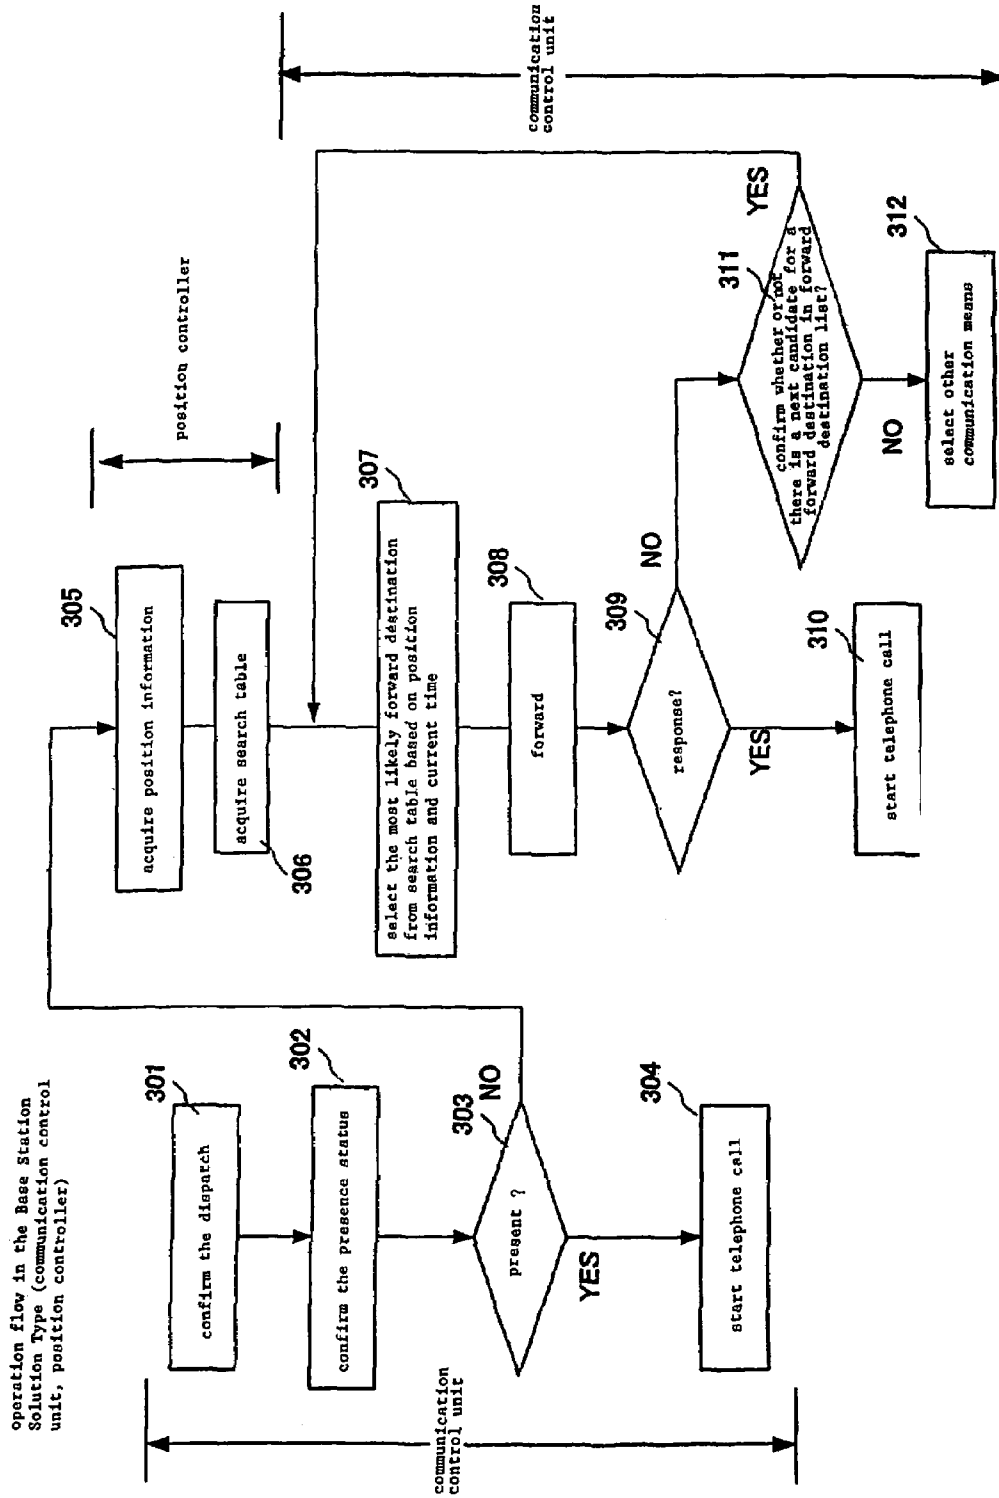 operation flow in the Base Station
Solution Type (communication control
unit, position controller)
communication
control unit
301
confirm the dispatch
302
confirm the presence status
303
present ?
NO
YES
304
start telephone call
305
acquire position information
acquire search table
306
position controller
307
select the most likely forward destination
from search table based on position
information and current time
308
forward
309
response?
NO
YES
310
start telephone call
311
confirm whether or not
there is a next candidate for a
forward destination in forward
destination list?
YES
NO
312
select other
communication means
communication
control unit